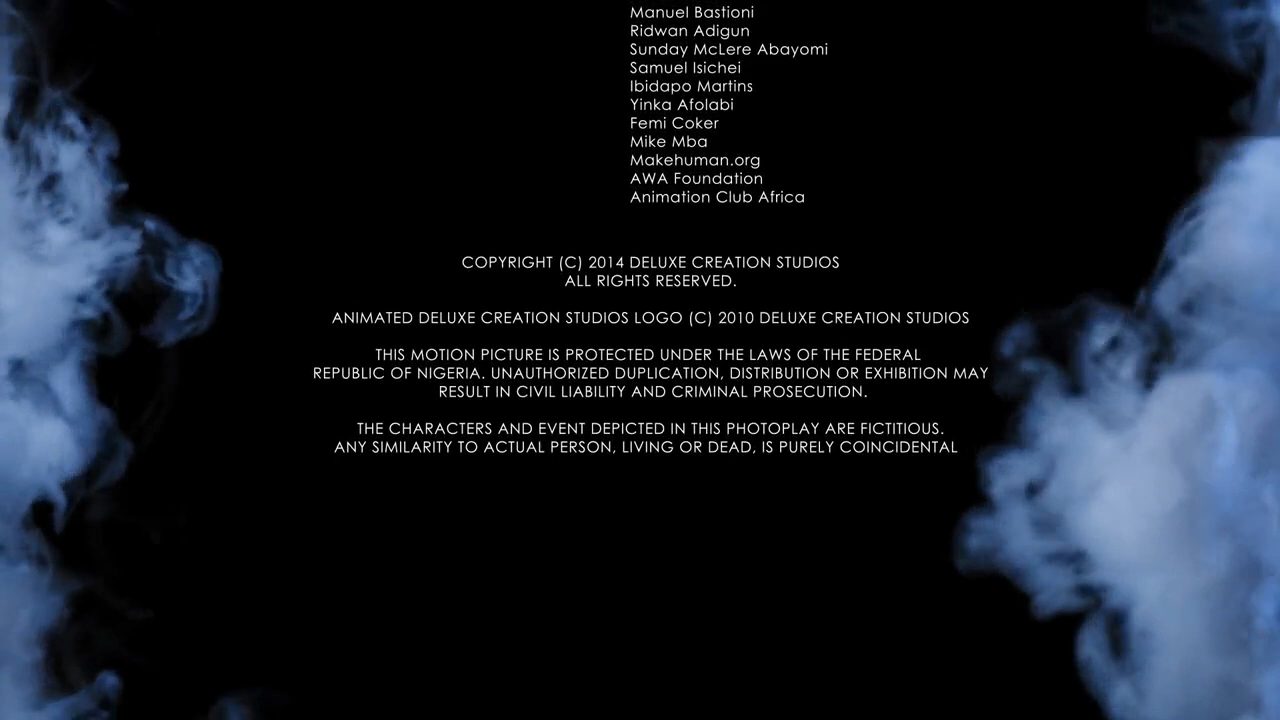 Manuel Bastioni
Ridwan Adigun
Sunday McLere Abayomi
Samuel Isichei
Ibidapo Martins
Yinka Afolabi
Femi Coker
Mike Mba
Makehuman.org
AWA Foundation
Animation Club Africa
COPYRIGHT (C) 2014 DELUXE CREATION STUDIOS
ALL RIGHTS RESERVED.
ANIMATED DELUXE CREATION STUDIOS LOGO (C) 2010 DELUXE CREATION STUDIOS
THIS MOTION PICTURE IS PROTECTED UNDER THE LAWS OF THE FEDERAL
REPUBLIC OF NIGERIA. UNAUTHORIZED DUPLICATION, DISTRIBUTION OR EXHIBITION MAY
RESULT IN CIVIL LIABILITY AND CRIMINAL PROSECUTION.
THE CHARACTERS AND EVENT DEPICTED IN THIS PHOTOPLAY ARE FICTITIOUS.
ANY SIMILARITY TO ACTUAL PERSON, LIVING OR DEAD, IS PURELY COINCIDENTAL